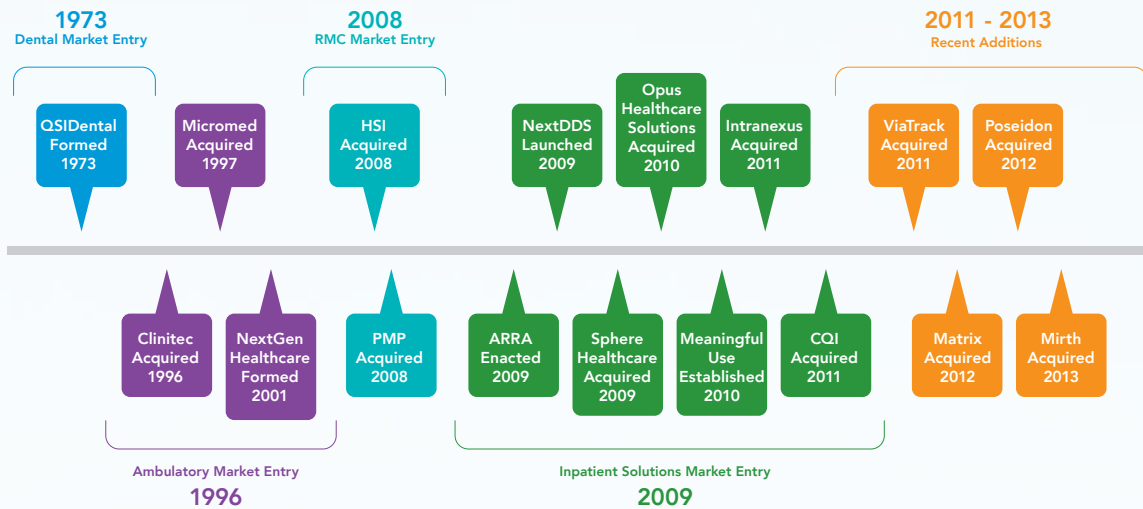 1973
Dental Market Entry
2008
RMC Market Entry
2011 - 2013
Recent Additions
QSIDental
Formed
1973
Micromed
Acquired
1997
HSI
Acquired
2008
NextDDS
Launched
2009
Opus
Healthcare
Solutions
Acquired
2010
Intranexus
Acquired
2011
ViaTrack
Acquired
2011
Poseidon
Acquired
2012
Clinitec
Acquired
1996
NextGen
Healthcare
Formed
2001
PMP
Acquired
2008
ARRA
Enacted
2009
Sphere
Healthcare
Acquired
2009
Meaningful
Use
Established
2010
CQI
Acquired
2011
Matrix
Acquired
2012
Mirth
Acquired
2013
Ambulatory Market Entry
1996
Inpatient Solutions Market Entry
2009